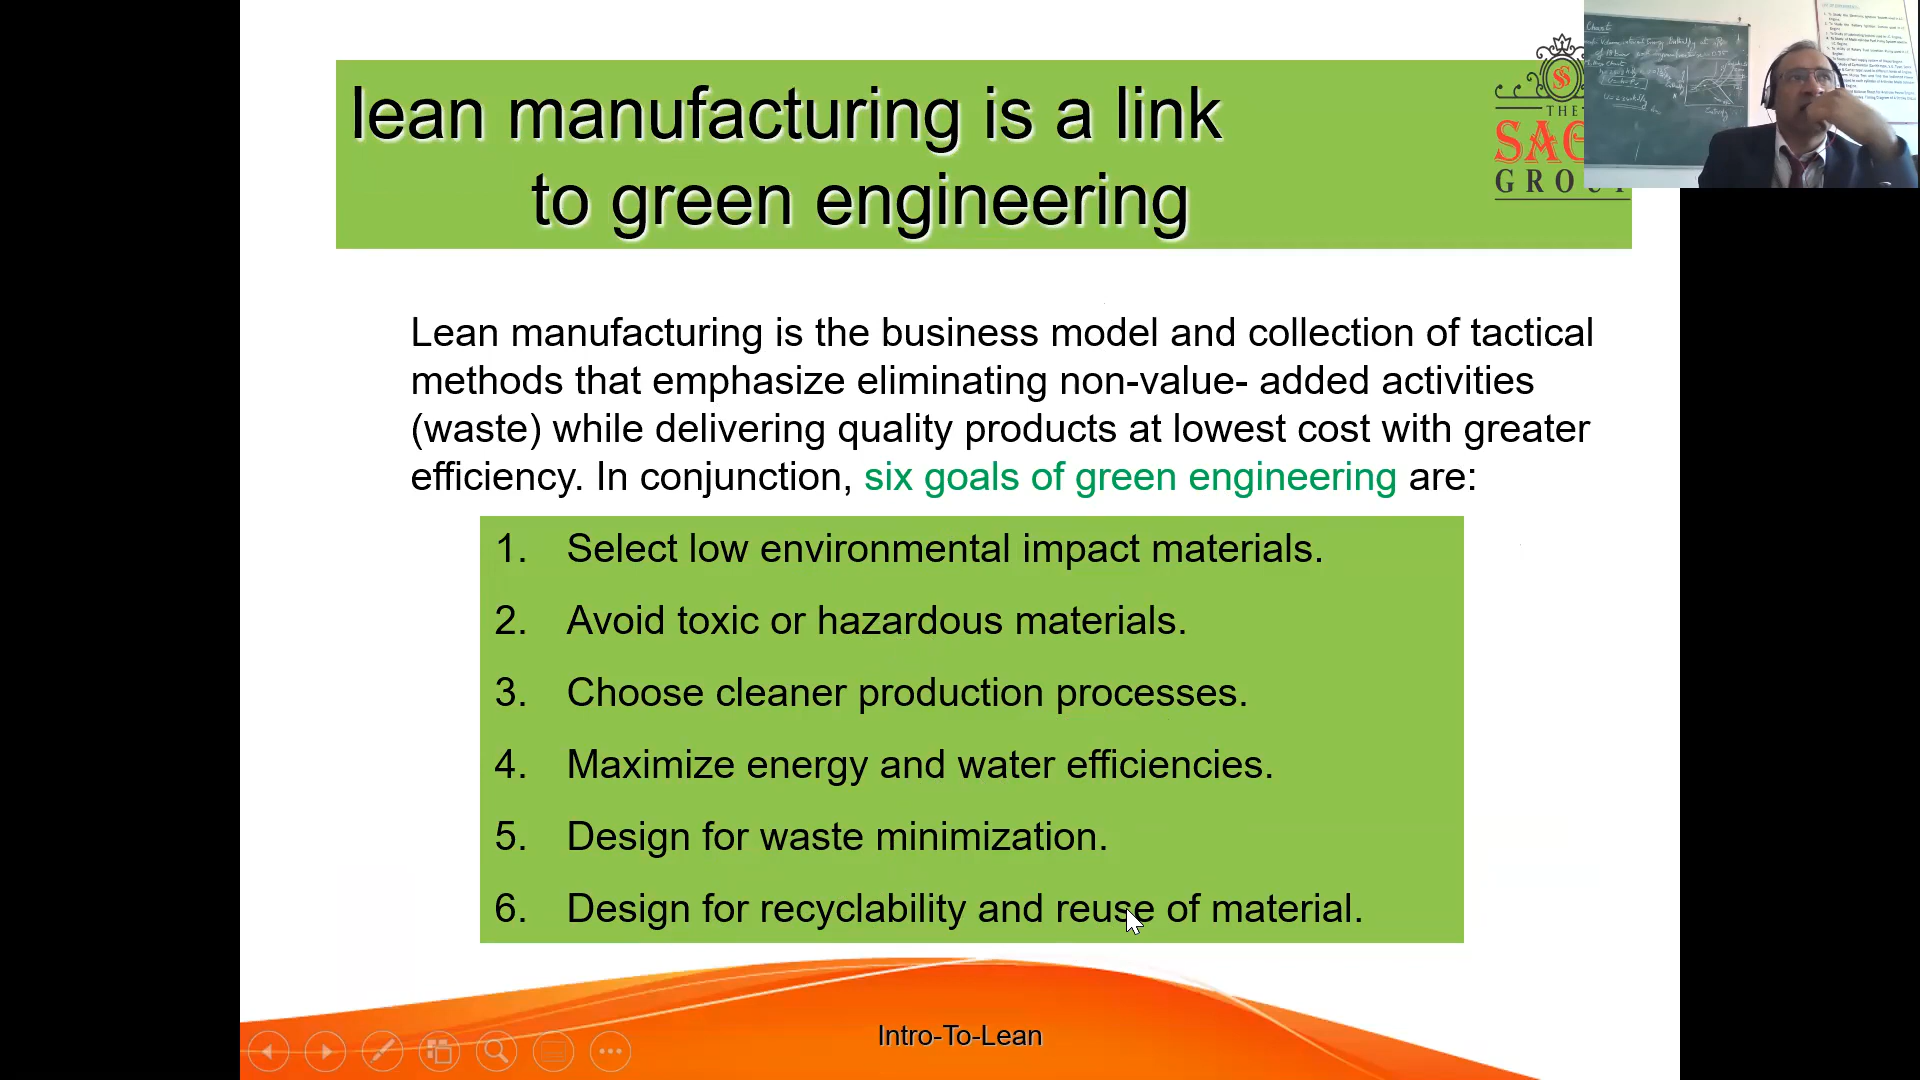 lean manufacturing is a link
to green engineering
THE
GROUP
Lean manufacturing is the business model and collection of tactical
methods that emphasize eliminating non-value- added activities
(waste) while delivering quality products at lowest cost with greater
efficiency. In conjunction, six goals of green engineering are:
1. Select low environmental impact materials.
2. Avoid toxic or hazardous materials.
3. Choose cleaner production processes.
4. Maximize energy and water efficiencies.
5. Design for waste minimization.
6. Design for recyclability and reuse of material.
Intro-To-Lean